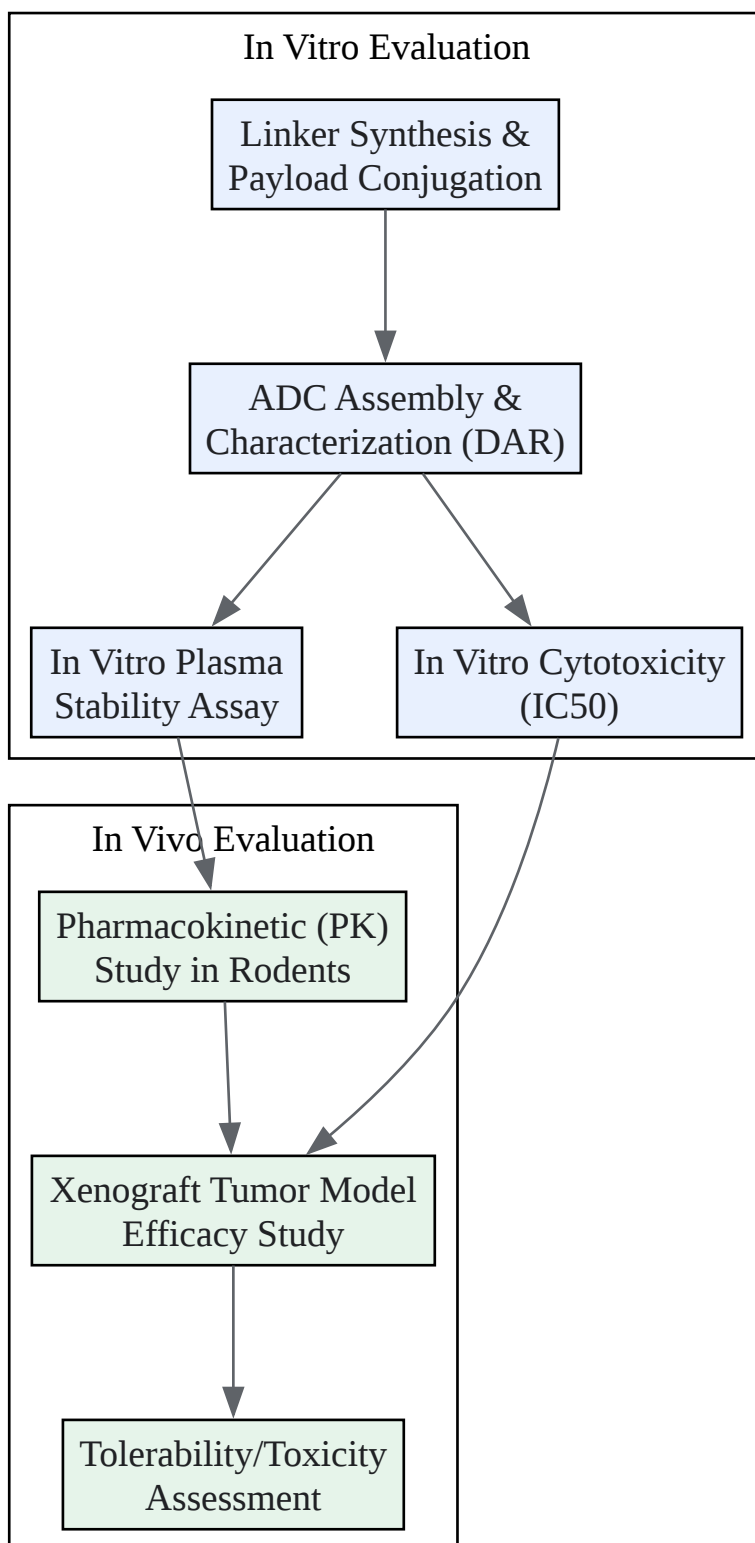 In Vitro Evaluation
Linker Synthesis &
Payload Conjugation
ADC Assembly &
Characterization (DAR)
In Vitro Plasma
Stability Assay
In Vitro Cytotoxicity
(IC50)
In Vivo Evaluation
Pharmacokinetic (PK)
Study in Rodents
Xenograft Tumor Model
Efficacy Study
Tolerability/Toxicity
Assessment